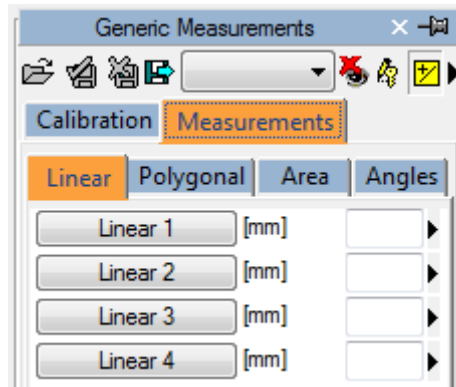 Generic Measurements
Calibration Measurements
Linear Polygonal Area Angles
Linear 1 [mm]
Linear 2 [mm]
Linear 3 [mm]
Linear 4 [mm]